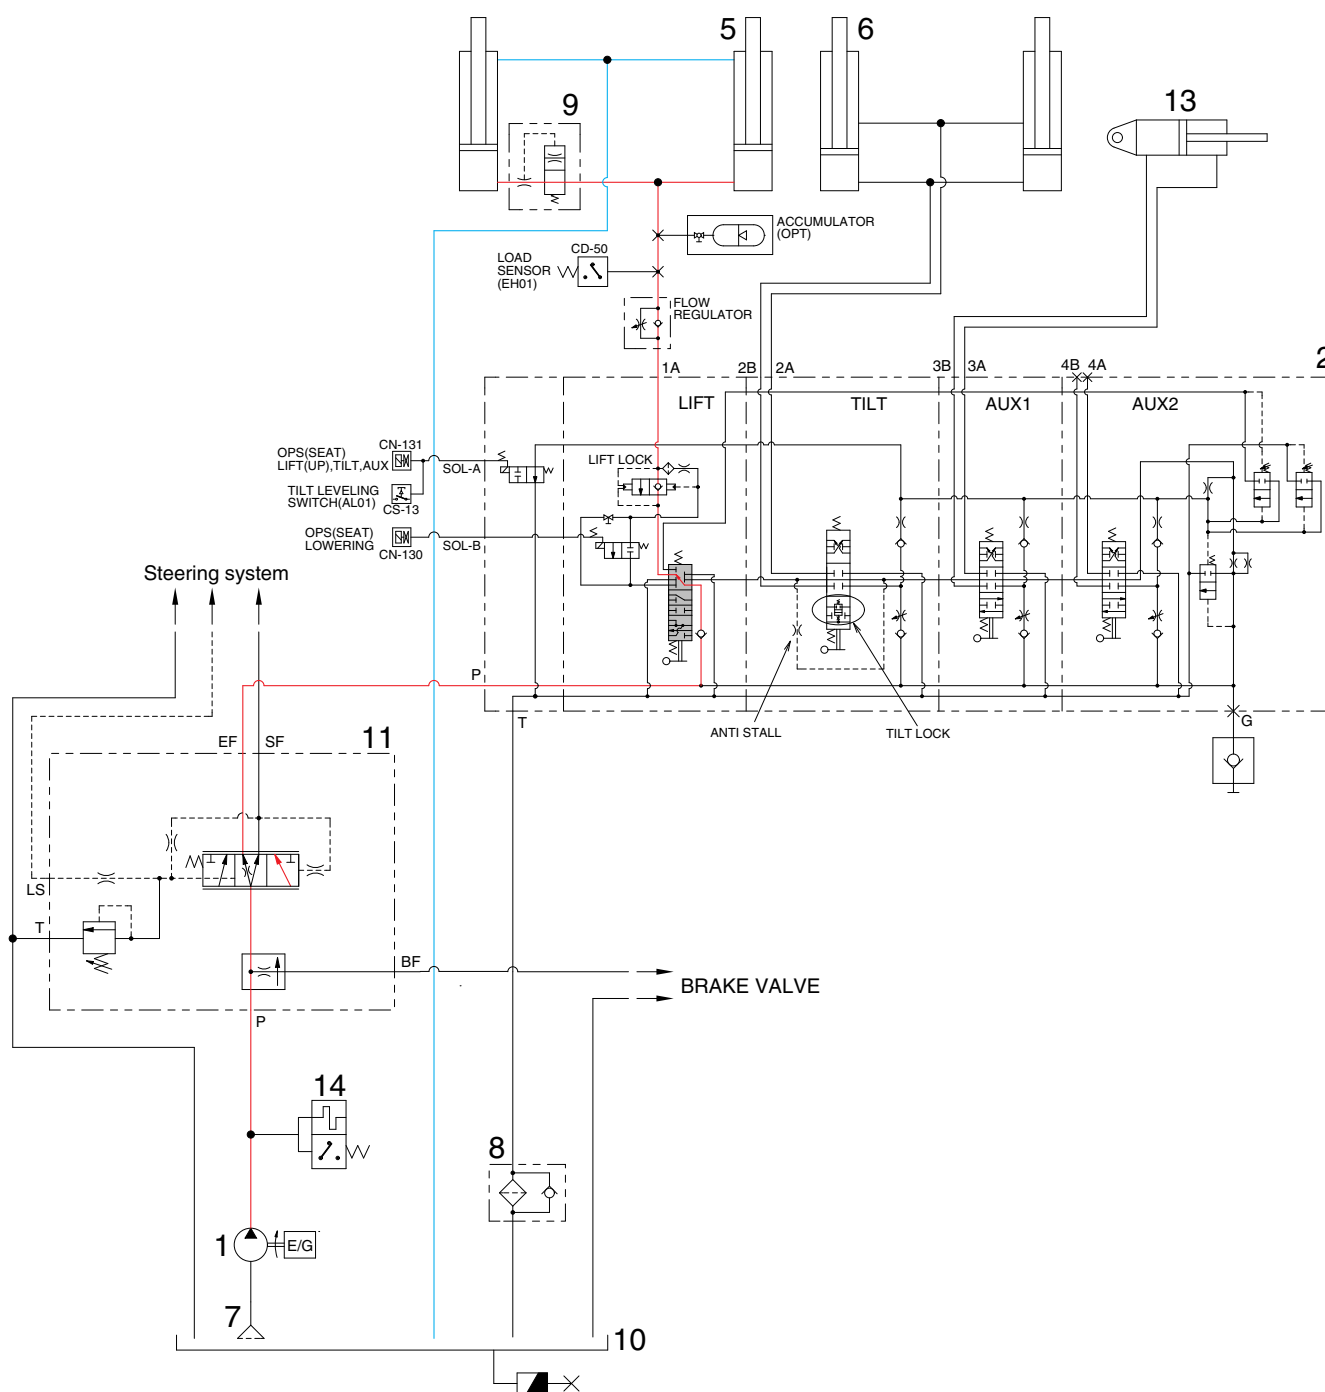 5
6
9
13
ACCUMULATOR
(OPT)
CD-50
LOAD
SENSOR
(EH01)
FLOW
REGULATOR
1A
2B
2A
3B
3A
4B
4A
2
LIFT
TILT
AUX1
AUX2
CN-131
OPS(SEAT)
LIFT(UP),TILT,AUX
SOL-A
LIFT LOCK
TILT LEVELING
SWITCH(AL01)
CS-13
OPS(SEAT)
LOWERING
CN-130
SOL-B
Steering system
P
T
ANTI STALL
TILT LOCK
G
EF
SF
11
LS
T
BF
BRAKE VALVE
P
14
8
1
E/G
7
10